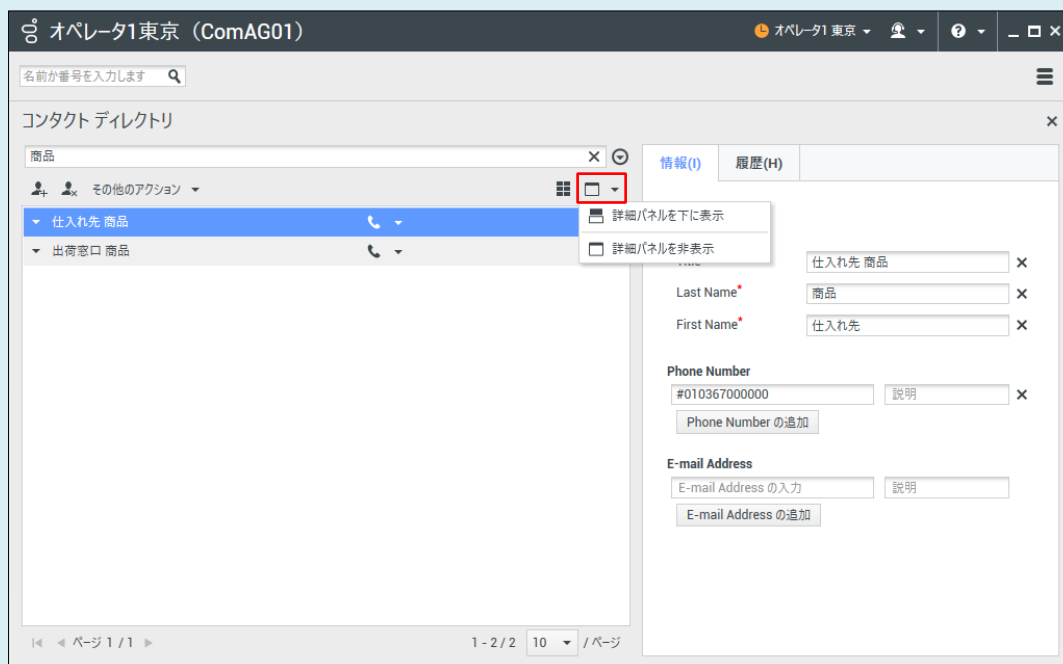 オペレータ1東京（ComAG01）
オペレータ1 東京
名前か番号を入力します
コンタクト ディレクトリ
商品
その他のアクション
仕入れ先 商品
出荷窓口 商品
ページ 1 / 1
1 - 2 / 2
10
/ ページ
詳細パネルを下に表示
詳細パネルを非表示
情報(I)
履歴(H)
仕入れ先 商品
Last Name*
商品
First Name*
仕入れ先
Phone Number
#010367000000
説明
Phone Number の追加
E-mail Address
E-mail Address の入力
説明
E-mail Address の追加